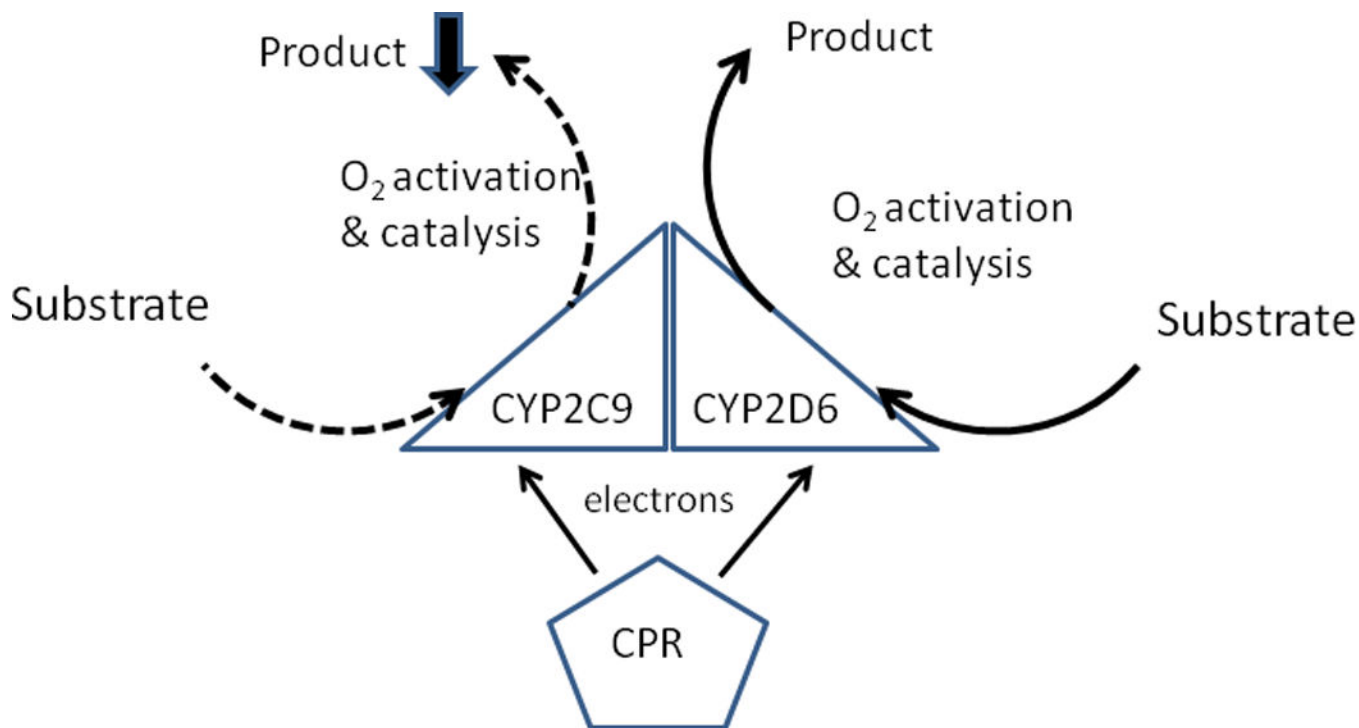 Product
Product
O₂ activation
& catalysis
O₂ activation
& catalysis
Substrate
Substrate
CYP2C9
CYP2D6
electrons
CPR